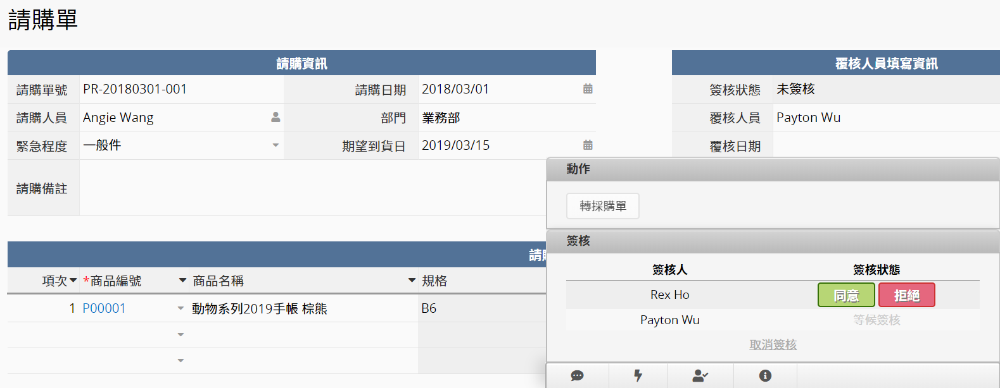 請購單
請購資訊
請購單號 PR-20180301-001 請購日期 2018/03/01
請購人員 Angie Wang 部門 業務部
緊急程度 一般件 期望到貨日 2019/03/15
請購備註
覆核人員填寫資訊
簽核狀態 未簽核
覆核人員 Payton Wu
覆核日期
動作
轉採購單
簽核
簽核人 簽核狀態
Rex Ho 同意 拒絕
Payton Wu 等候簽核
取消簽核
請
項次 *商品編號 商品名稱 規格
1 P00001 動物系列2019手帳 棕熊 B6